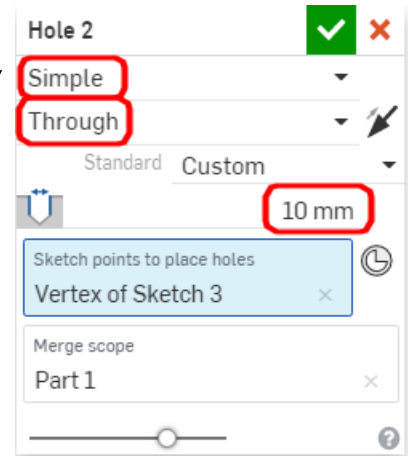 Hole 2
Simple
Through
Standard Custom
10 mm
Sketch points to place holes
Vertex of Sketch 3
Merge scope
Part 1
?